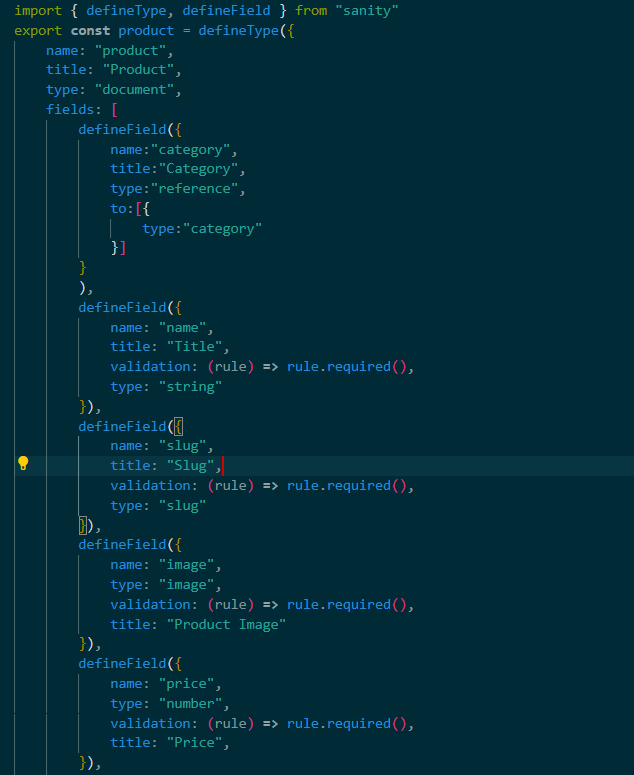 import { defineType, defineField } from "sanity"
export const product = defineType({
    name: "product",
    title: "Product",
    type: "document",
    fields: [
        defineField({
            name:"category",
            title:"Category",
            type:"reference",
            to:[{
                type:"category"
            }]
        }
        ),
        defineField({
            name: "name",
            title: "Title",
            validation: (rule) => rule.required(),
            type: "string"
        }),
        defineField({
            name: "slug",
            title: "Slug",
            validation: (rule) => rule.required(),
            type: "slug"
        }),
        defineField({
            name: "image",
            type: "image",
            validation: (rule) => rule.required(),
            title: "Product Image"
        }),
        defineField({
            name: "price",
            type: "number",
            validation: (rule) => rule.required(),
            title: "Price",
        }),